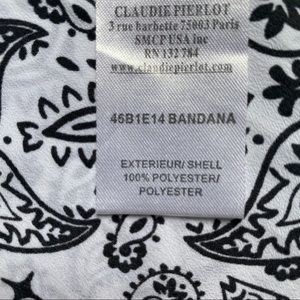 CLAUDIE PIERLOT
3 rue barbette 75003 Paris
SMCP USA inc
RN 132 784
www.claudiepierlot.com
46B1E14 BANDANA
EXTERIEUR/ SHELL
100% POLYESTER/
POLYESTER